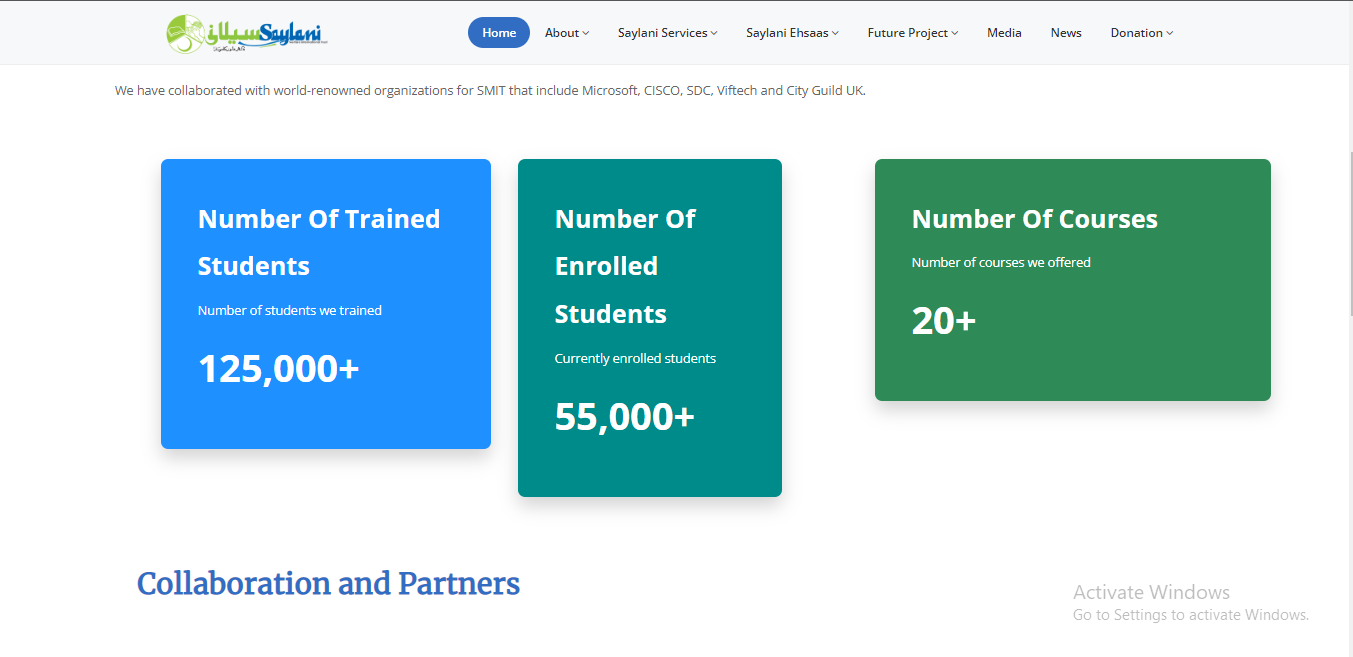 سیلانی Saylani
Home About Saylani Services Saylani Ehsaas Future Project Media News Donation
We have collaborated with world-renowned organizations for SMIT that include Microsoft, CISCO, SDC, Viftech and City Guild UK.
Number Of Trained
Students
Number of students we trained
125,000+
Number Of
Enrolled
Students
Currently enrolled students
55,000+
Number Of Courses
Number of courses we offered
20+
Collaboration and Partners
Activate Windows
Go to Settings to activate Windows.